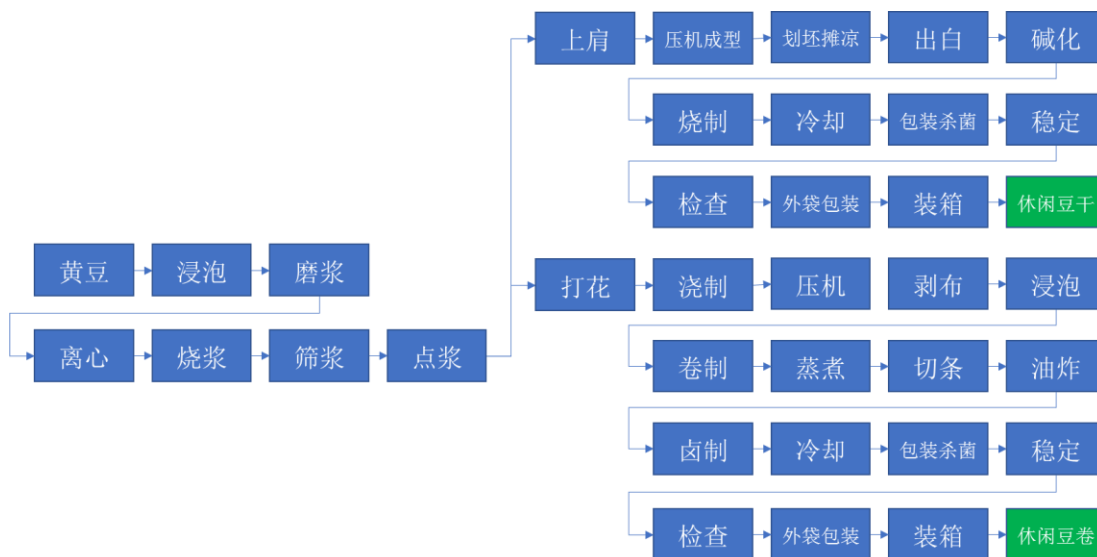 上肩
压机成型
划坯摊凉
出白
碱化
烧制
冷却
包装杀菌
稳定
检查
外袋包装
装箱
休闲豆干
黄豆
浸泡
磨浆
离心
烧浆
筛浆
点浆
打花
浇制
压机
剥布
浸泡
卷制
蒸煮
切条
油炸
卤制
冷却
包装杀菌
稳定
检查
外袋包装
装箱
休闲豆卷